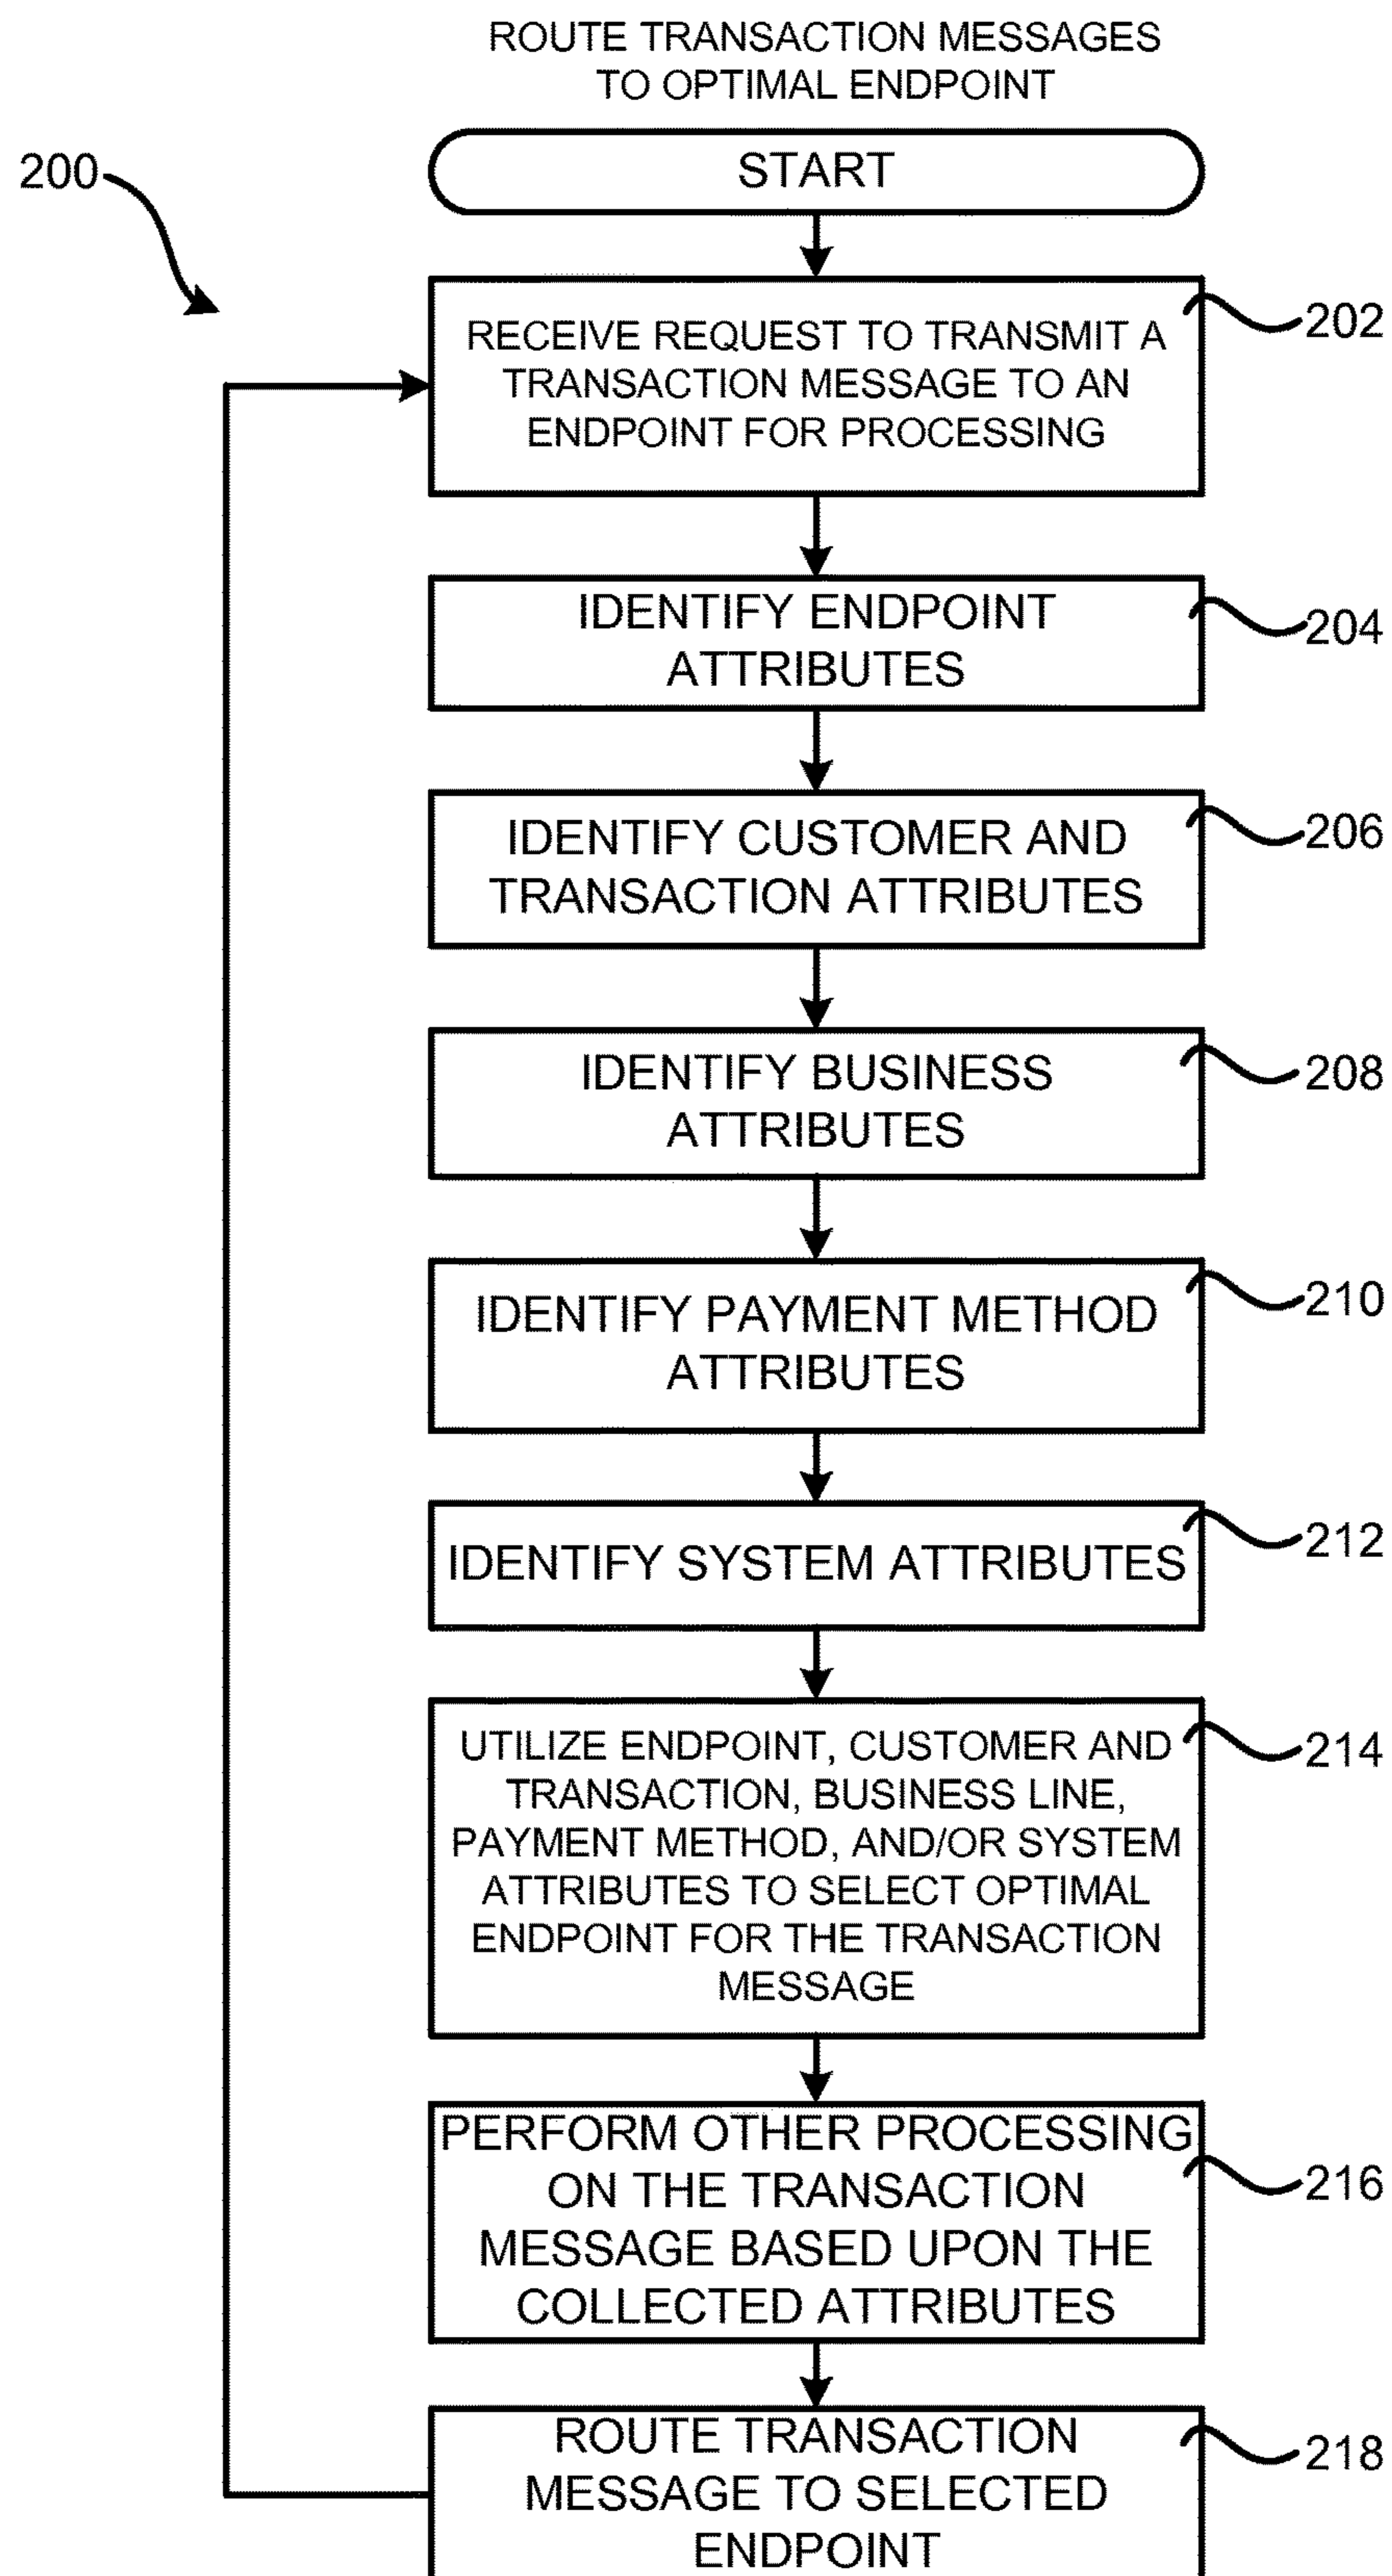 ROUTE TRANSACTION MESSAGES
TO OPTIMAL ENDPOINT
START
200
RECEIVE REQUEST TO TRANSMIT A
TRANSACTION MESSAGE TO AN
ENDPOINT FOR PROCESSING
202
IDENTIFY ENDPOINT
ATTRIBUTES
204
IDENTIFY CUSTOMER AND
TRANSACTION ATTRIBUTES
206
IDENTIFY BUSINESS
ATTRIBUTES
208
IDENTIFY PAYMENT METHOD
ATTRIBUTES
210
IDENTIFY SYSTEM ATTRIBUTES
212
UTILIZE ENDPOINT, CUSTOMER AND
TRANSACTION, BUSINESS LINE,
PAYMENT METHOD, AND/OR SYSTEM
ATTRIBUTES TO SELECT OPTIMAL
ENDPOINT FOR THE TRANSACTION
MESSAGE
214
PERFORM OTHER PROCESSING
ON THE TRANSACTION
MESSAGE BASED UPON THE
COLLECTED ATTRIBUTES
216
ROUTE TRANSACTION
MESSAGE TO SELECTED
ENDPOINT
218